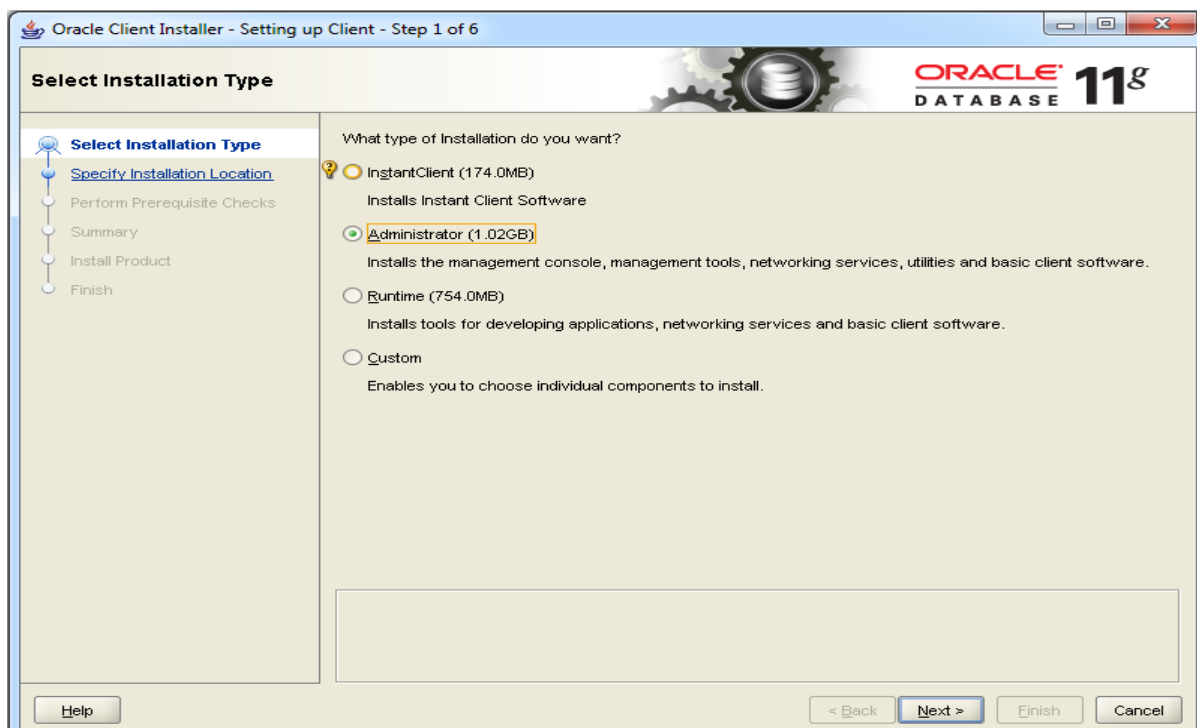 Oracle Client Installer - Setting up Client - Step 1 of 6
Select Installation Type
ORACLE
DATABASE 11g
Select Installation Type
Specify Installation Location
Perform Prerequisite Checks
Summary
Install Product
Finish
What type of Installation do you want?
InstantClient (174.0MB)
Installs Instant Client Software
Administrator (1.02GB)
Installs the management console, management tools, networking services, utilities and basic client software.
Runtime (754.0MB)
Installs tools for developing applications, networking services and basic client software.
Custom
Enables you to choose individual components to install.
Help
< Back
Next >
Finish
Cancel